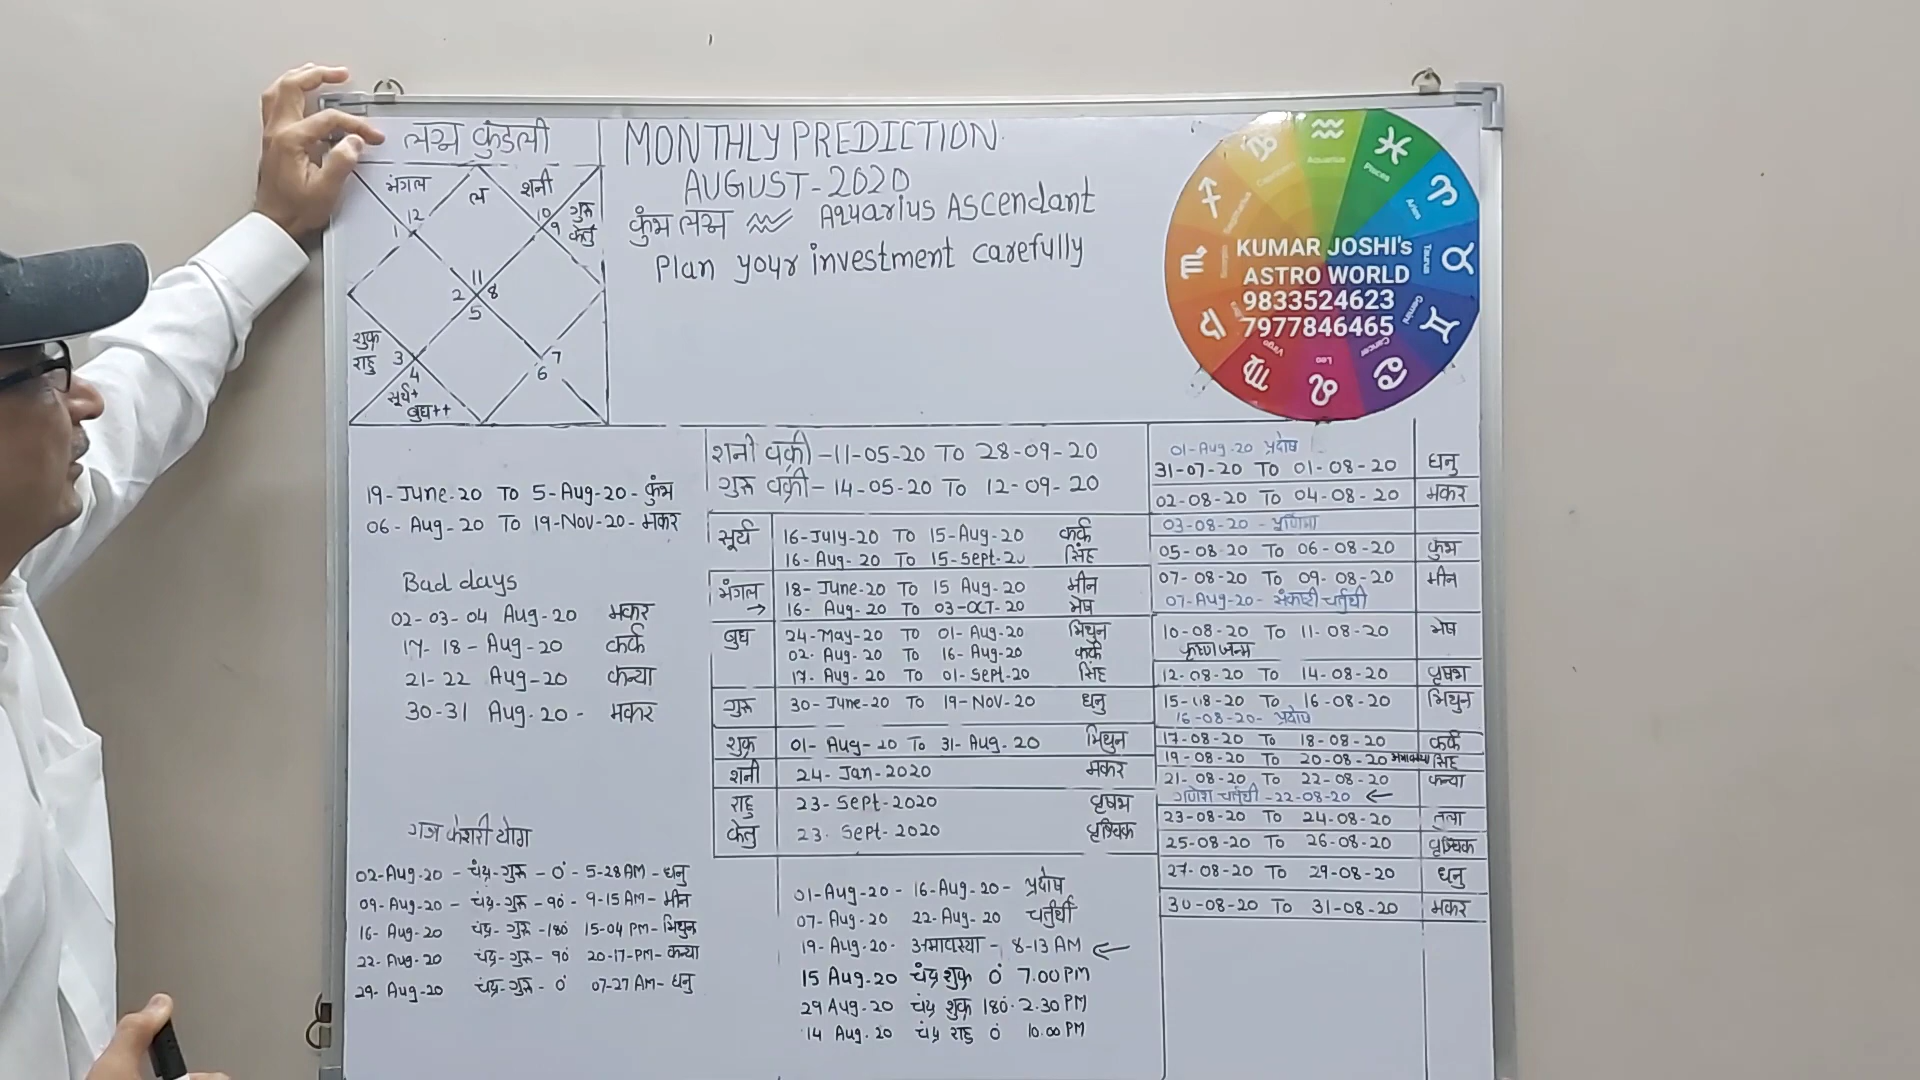 लग्न कुंडली
मंगल
ल
शनी
12
1
10
9
गुरू
केतु
11
2
8
5
शुक्र
राहु
3
4
7
6
सूर्य+
बुध++
MONTHLY PREDICTION
AUGUST-2020
कुंभ लग्न ♒ Aquarius Ascendant
Plan your investment carefully
Aquarius
Pisces
Aries
Taurus
Gemini
Cancer
Leo
Virgo
KUMAR JOSHI's
ASTRO WORLD
9833524623
7977846465
19-June-20 TO 5-Aug-20-कुंभ
06-Aug-20 TO 19-Nov-20-मकर
Bad days
02-03-04 Aug-20 मकर
17-18-Aug-20 कर्क
21-22 Aug-20 कन्या
30-31 Aug-20- मकर
गज केशरी योग
02-Aug-20-चंद्र-गुरू-0°-5-28AM-धनु
09-Aug-20-चंद्र-गुरू-90°-9-15AM-मीन
16-Aug-20 चंद्र-गुरू-180° 15-04 PM-मिथुन
22-Aug-20 चंद्र-गुरू-90° 20-17-PM-कन्या
29-Aug-20 चंद्र-गुरू-0° 07-27AM-धनु
शनी वक्री-11-05-20 TO 28-09-20
गुरू वक्री-14-05-20 TO 12-09-20
सूर्य 16-July-20 TO 15-Aug-20 कर्क
16-Aug-20 TO 15-Sept-20 सिंह
मंगल 18-June-20 TO 15 Aug-20 मीन
→ 16-Aug-20 TO 03-OCT-20 मेष
बुध 24-May-20 TO 01-Aug-20 मिथुन
02-Aug-20 TO 16-Aug-20 कर्क
17-Aug-20 TO 01-Sept-20 सिंह
गुरू 30-June-20 TO 19-NOV-20 धनु
शुक्र 01-Aug-20 TO 31-Aug-20 मिथुन
शनी 24-Jan-2020 मकर
राहु 23-Sept-2020 वृषभ
केतु 23.Sept-2020 वृश्चिक
01-Aug-20-16-Aug-20-प्रदोष
07-Aug-20 22-Aug-20 चर्तुर्थी
19-Aug-20-अमावस्या-8-13AM ←
15 Aug-20 चंद्र शुक्र 0° 7.00PM
29 Aug-20 चंद्र शुक्र 180°.2.30PM
14 Aug.20 चंद्र राहु 0° 10.00PM
01-Aug-20 प्रदोष
31-07-20 TO 01-08-20 धनु
02-08-20 TO 04-08-20 मकर
03-08-20-पूर्णिमा
05-08-20 TO 06-08-20 कुंभ
07-08-20 TO 09-08-20 मीन
07-Aug-20-संकष्टी चर्तुथी
10-08-20 TO 11-08-20 मेष
कृष्णजन्म
12-08-20 TO 14-08-20 वृषभ
15-08-20 TO 16-08-20 मिथुन
16-08-20-प्रदोष
17-08-20 To 18-08-20 कर्क
19-08-20 To 20-08-20 अमावस्या सिंह
21-08-20 To 22-08-20 कन्या
गणेश चर्तुथी-22-08-20 ←
23-08-20 To 24-08-20 तुला
25-08-20 To 26-08-20 वृश्चिक
27-08-20 TO 29-08-20 धनु
30-08-20 TO 31-08-20 मकर